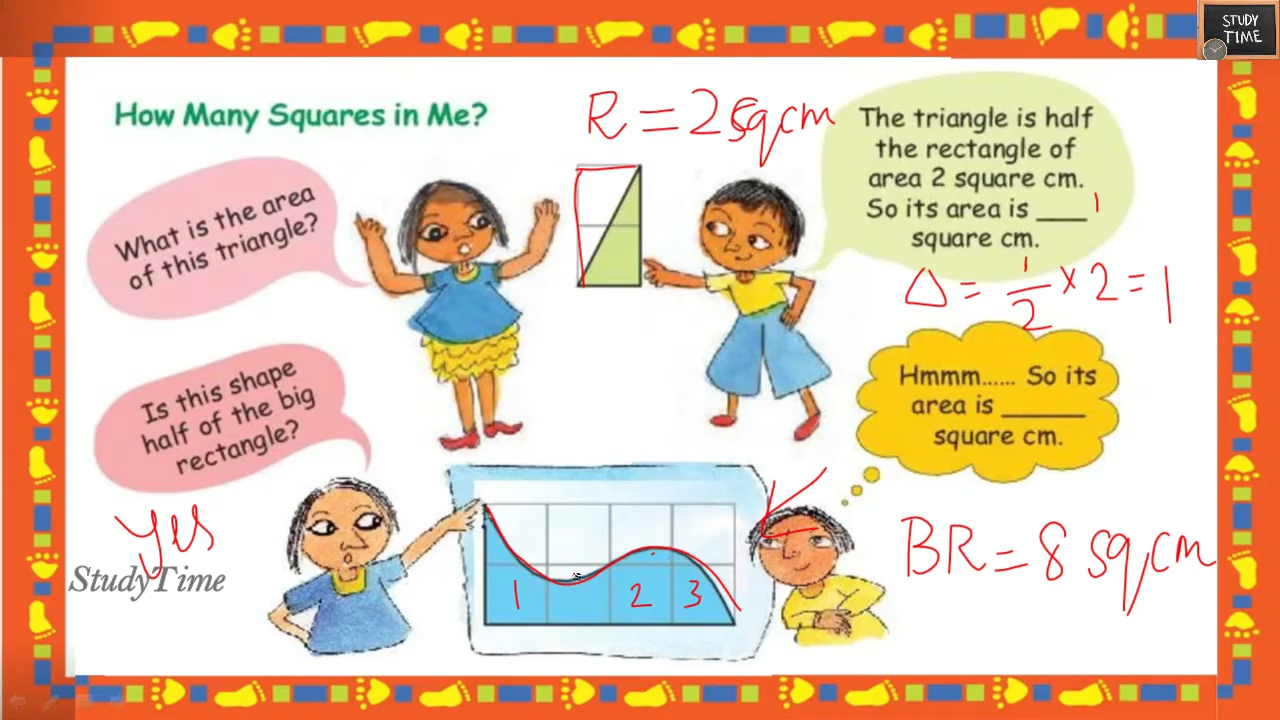 STUDY
TIME
How Many Squares in Me?
R = 2 sq cm
What is the area
of this triangle?
The triangle is half
the rectangle of
area 2 square cm.
So its area is ___ 1
square cm.
Δ = 1/2 × 2 = 1
Is this shape
half of the big
rectangle?
Hmmm...... So its
area is ______
square cm.
Yes
StudyTime
1 2 3
BR = 8 sq cm